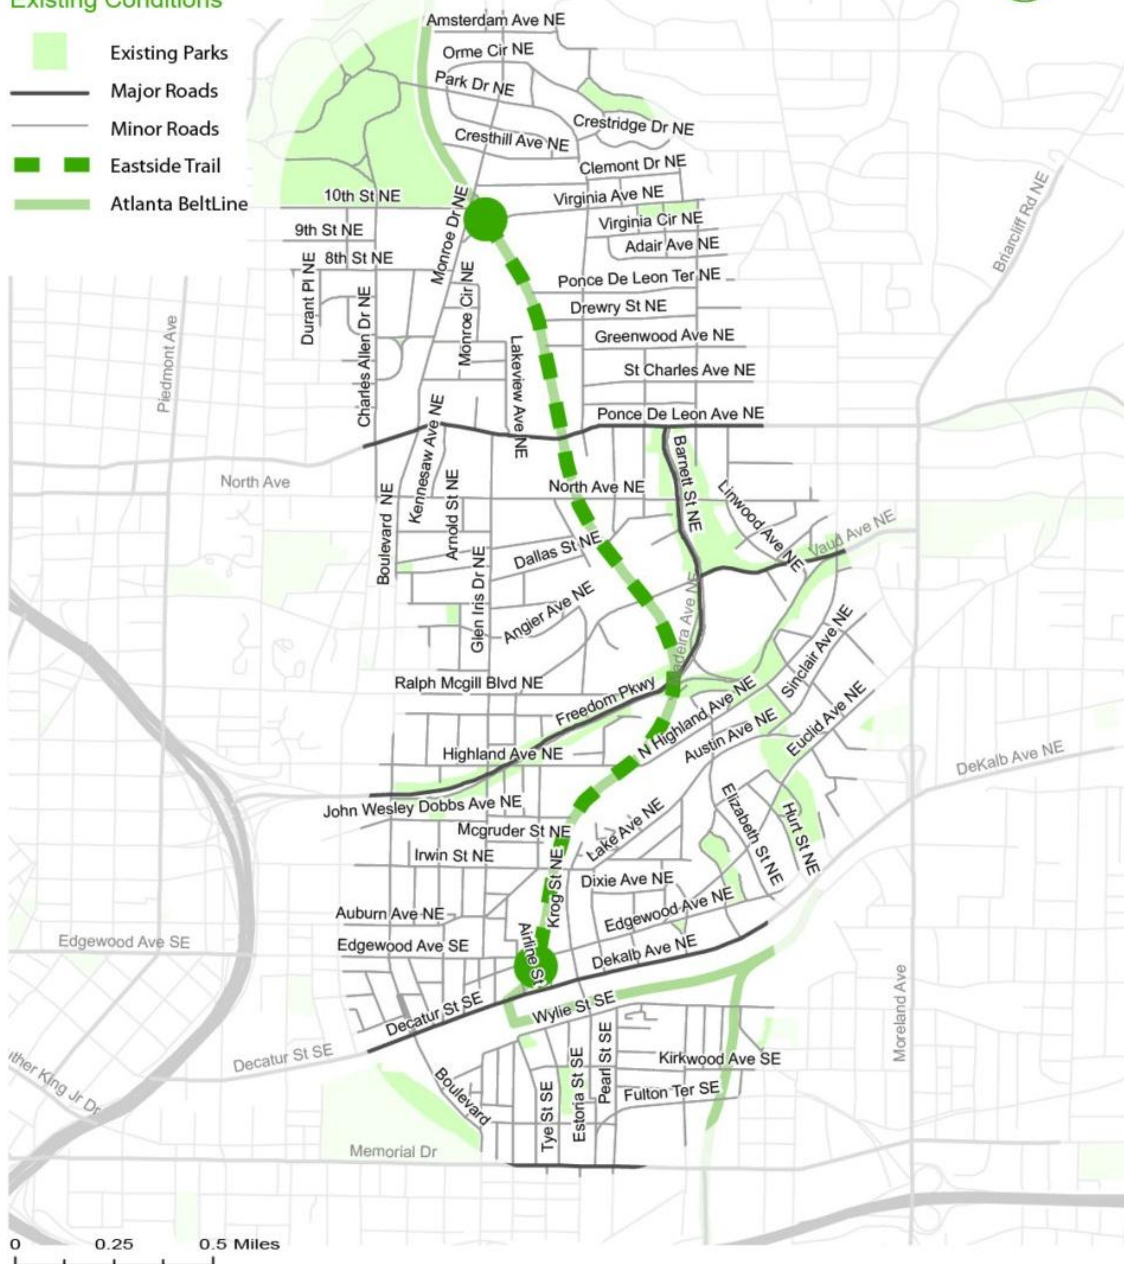 Existing Conditions
Existing Parks
Major Roads
Minor Roads
Eastside Trail
Atlanta BeltLine
Amsterdam Ave NE
Orme Cir NE
Park Dr NE
Crestridge Dr NE
Cresthill Ave NE
Clemont Dr NE
10th St NE
Virginia Ave NE
Monroe Dr NE
Virginia Cir NE
9th St NE
Adair Ave NE
8th St NE
Briarcliff Rd NE
Ponce De Leon Ter NE
Durant Pl NE
Monroe Cir NE
Drewry St NE
Charles Allen Dr NE
Greenwood Ave NE
Piedmont Ave
Lakeview Ave NE
St Charles Ave NE
Ponce De Leon Ave NE
Kennesaw Ave NE
Barnett St NE
North Ave
North Ave NE
Arnold St NE
Linwood Ave NE
Boulevard NE
Vaud Ave NE
Dallas St NE
Glen Iris Dr NE
Angier Ave NE
Ave NE
Sinclair Ave NE
Ralph Mcgill Blvd NE
Freedom Pkwy
N Highland Ave NE
Euclid Ave NE
Austin Ave NE
Highland Ave NE
DeKalb Ave NE
John Wesley Dobbs Ave NE
Elizabeth St NE
Hurt St NE
Mcgruder St NE
Lake Ave NE
Irwin St NE
Krog St NE
Dixie Ave NE
Auburn Ave NE
Edgewood Ave NE
Edgewood Ave SE
Edgewood Ave SE
Airline St
Dekalb Ave NE
Decatur St SE
Wylie St SE
Moreland Ave
Decatur St SE
Pearl St SE
Kirkwood Ave SE
ther King Jr Dr
Boulevard
Estoria St SE
Tye St SE
Fulton Ter SE
Memorial Dr
0 0.25 0.5 Miles